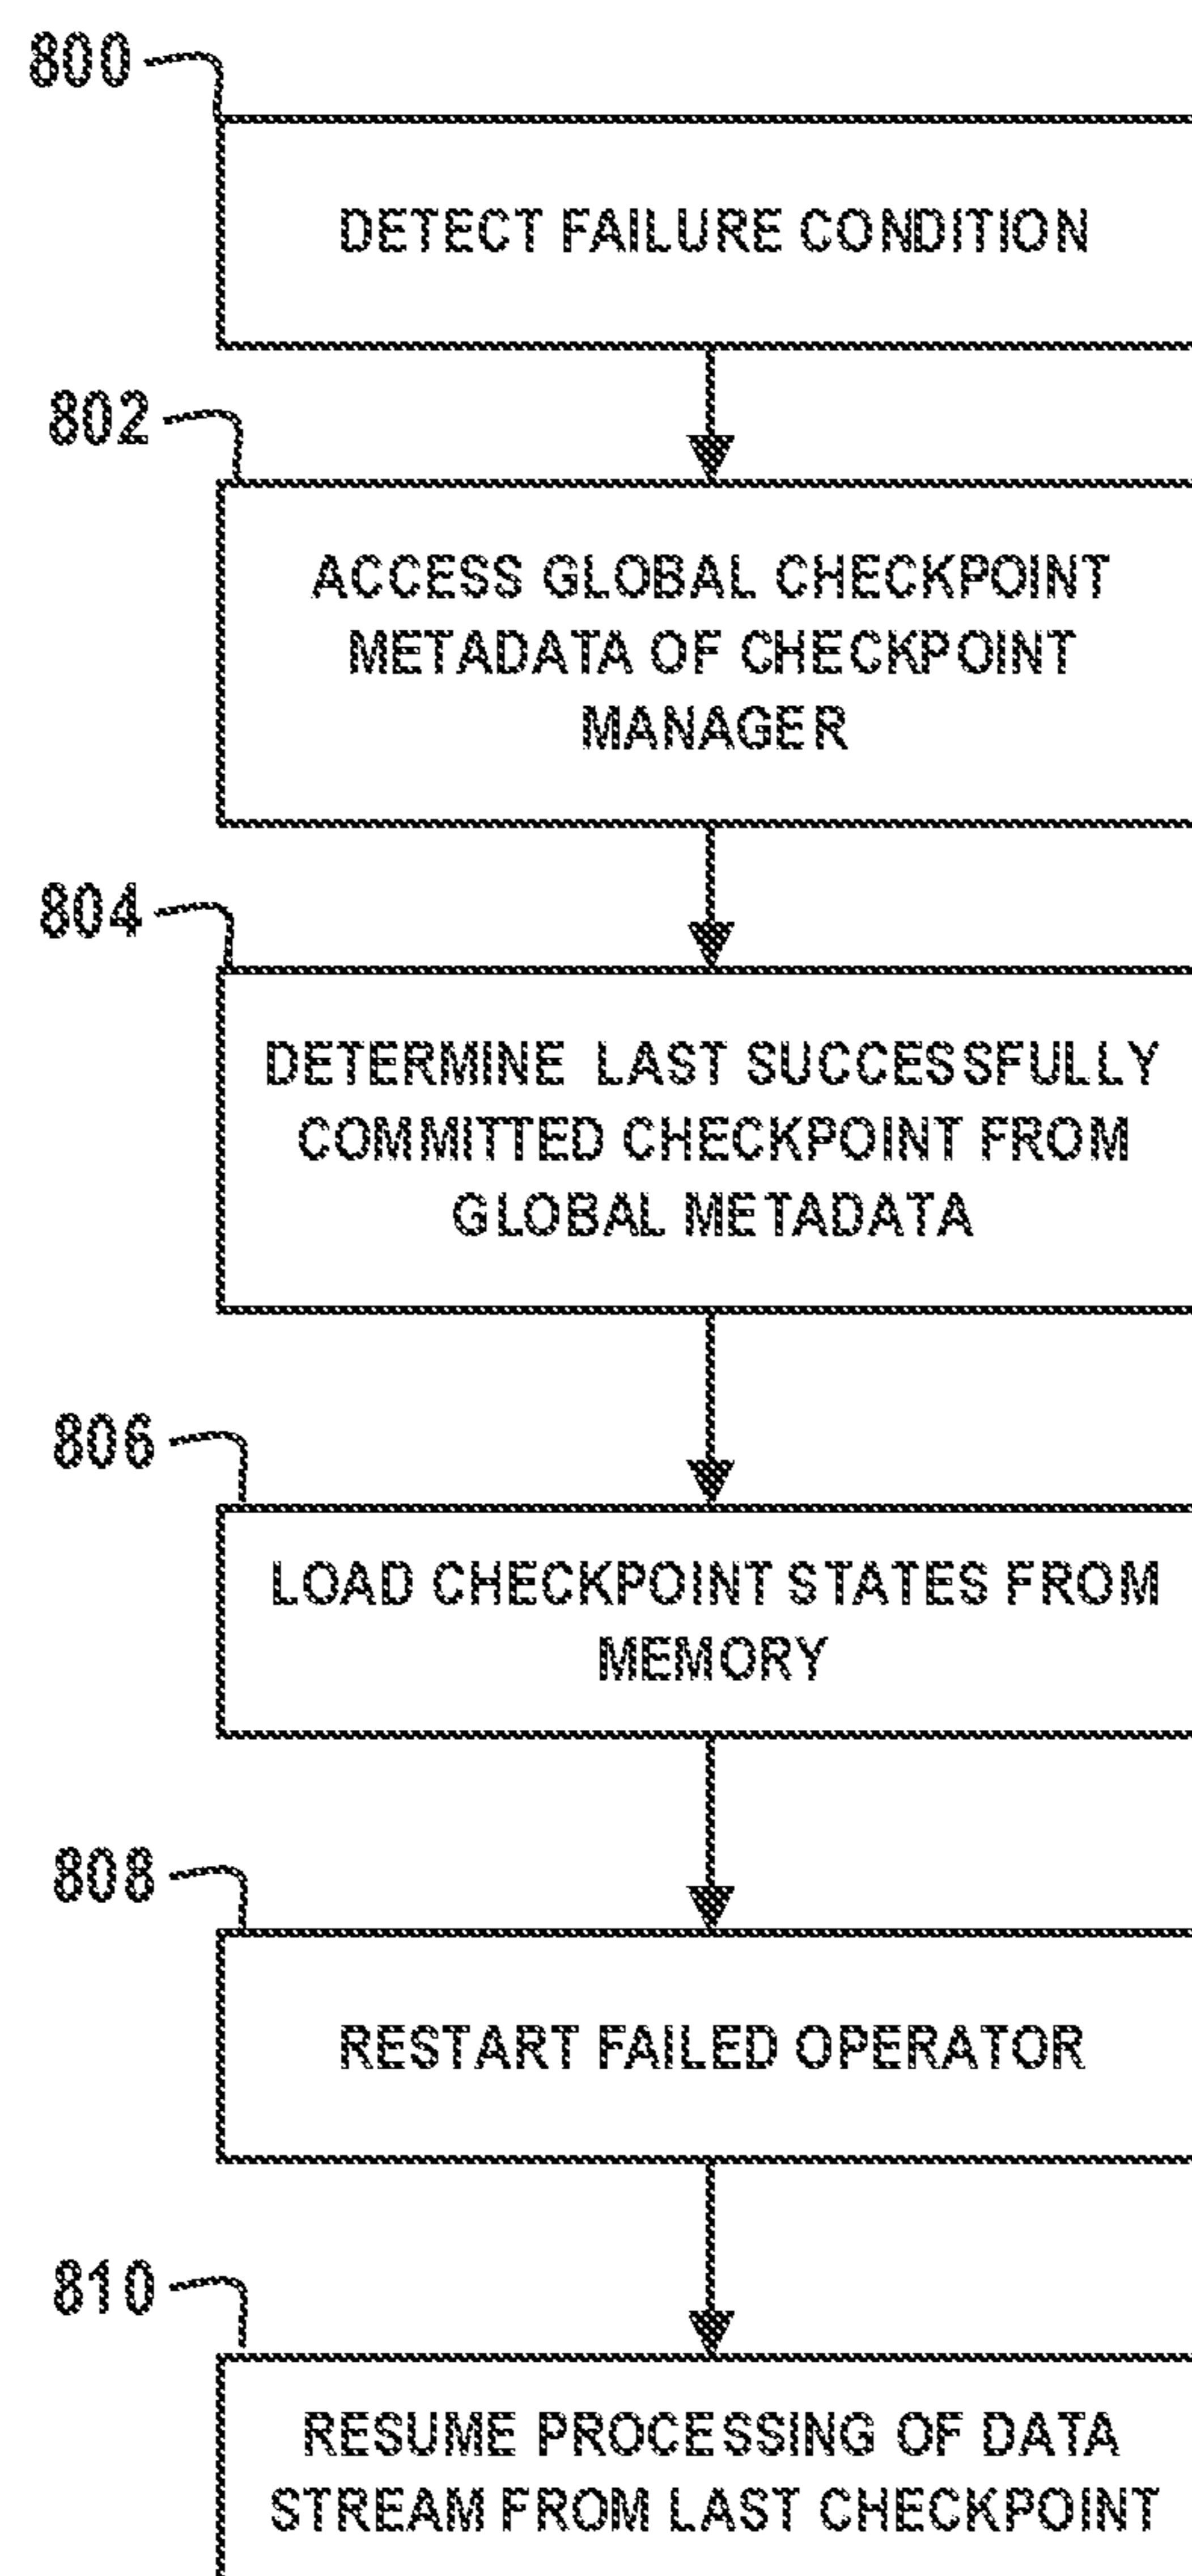 800
DETECT FAILURE CONDITION
802
ACCESS GLOBAL CHECKPOINT
METADATA OF CHECKPOINT
MANAGER
804
DETERMINE LAST SUCCESSFULLY
COMMITTED CHECKPOINT FROM
GLOBAL METADATA
806
LOAD CHECKPOINT STATES FROM
MEMORY
808
RESTART FAILED OPERATOR
810
RESUME PROCESSING OF DATA
STREAM FROM LAST CHECKPOINT